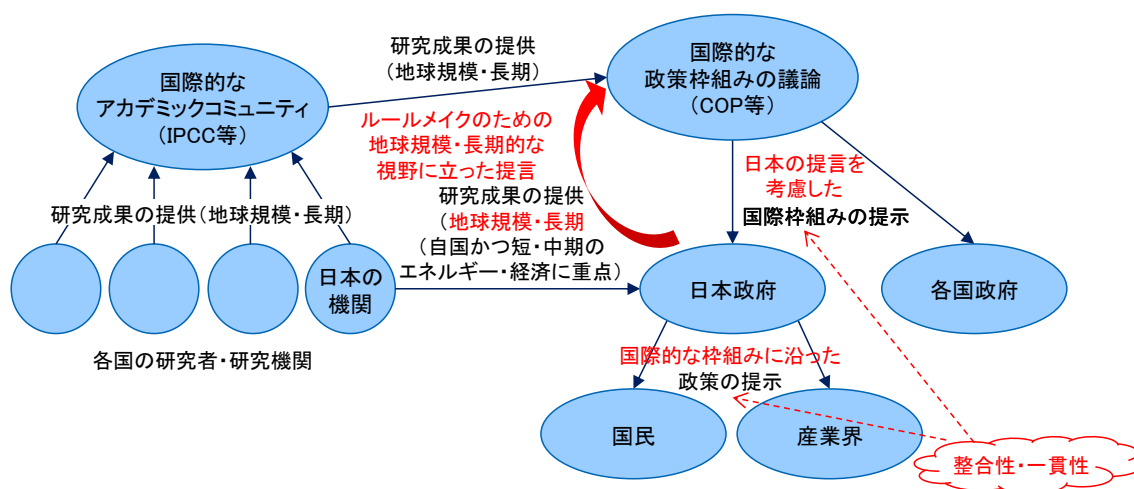 研究成果の提供
（地球規模・長期）
国際的な
アカデミックコミュニティ
（IPCC等）
国際的な
政策枠組みの議論
（COP等）
ルールメイクのための
地球規模・長期的な
視野に立った提言
研究成果の提供
（地球規模・長期
（自国かつ短・中期の
エネルギー・経済に重点）
日本の提言を
考慮した
国際枠組みの提示
研究成果の提供（地球規模・長期）
日本の
機関
日本政府
各国政府
各国の研究者・研究機関
国際的な枠組みに沿った
政策の提示
国民
産業界
整合性・一貫性